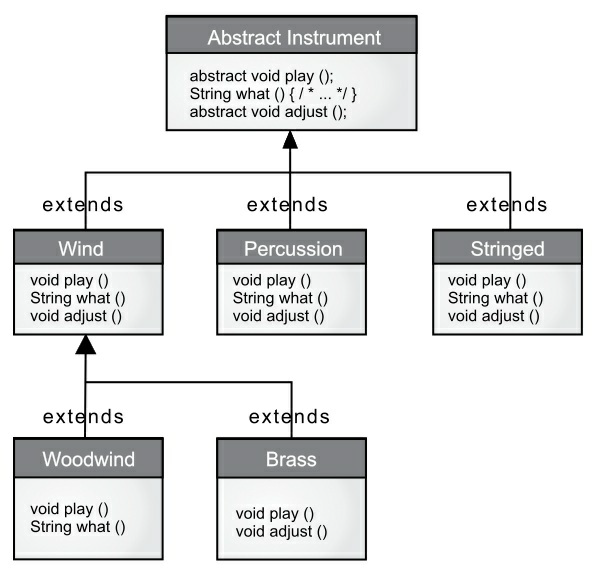 Abstract Instrument
abstract void play ();
String what () { / * ... */ }
abstract void adjust ();
extends
extends
extends
Wind
void play ()
String what ()
void adjust ()
Percussion
void play ()
String what ()
void adjust ()
Stringed
void play ()
String what ()
void adjust ()
extends
extends
Woodwind
void play ()
String what ()
Brass
void play ()
void adjust ()